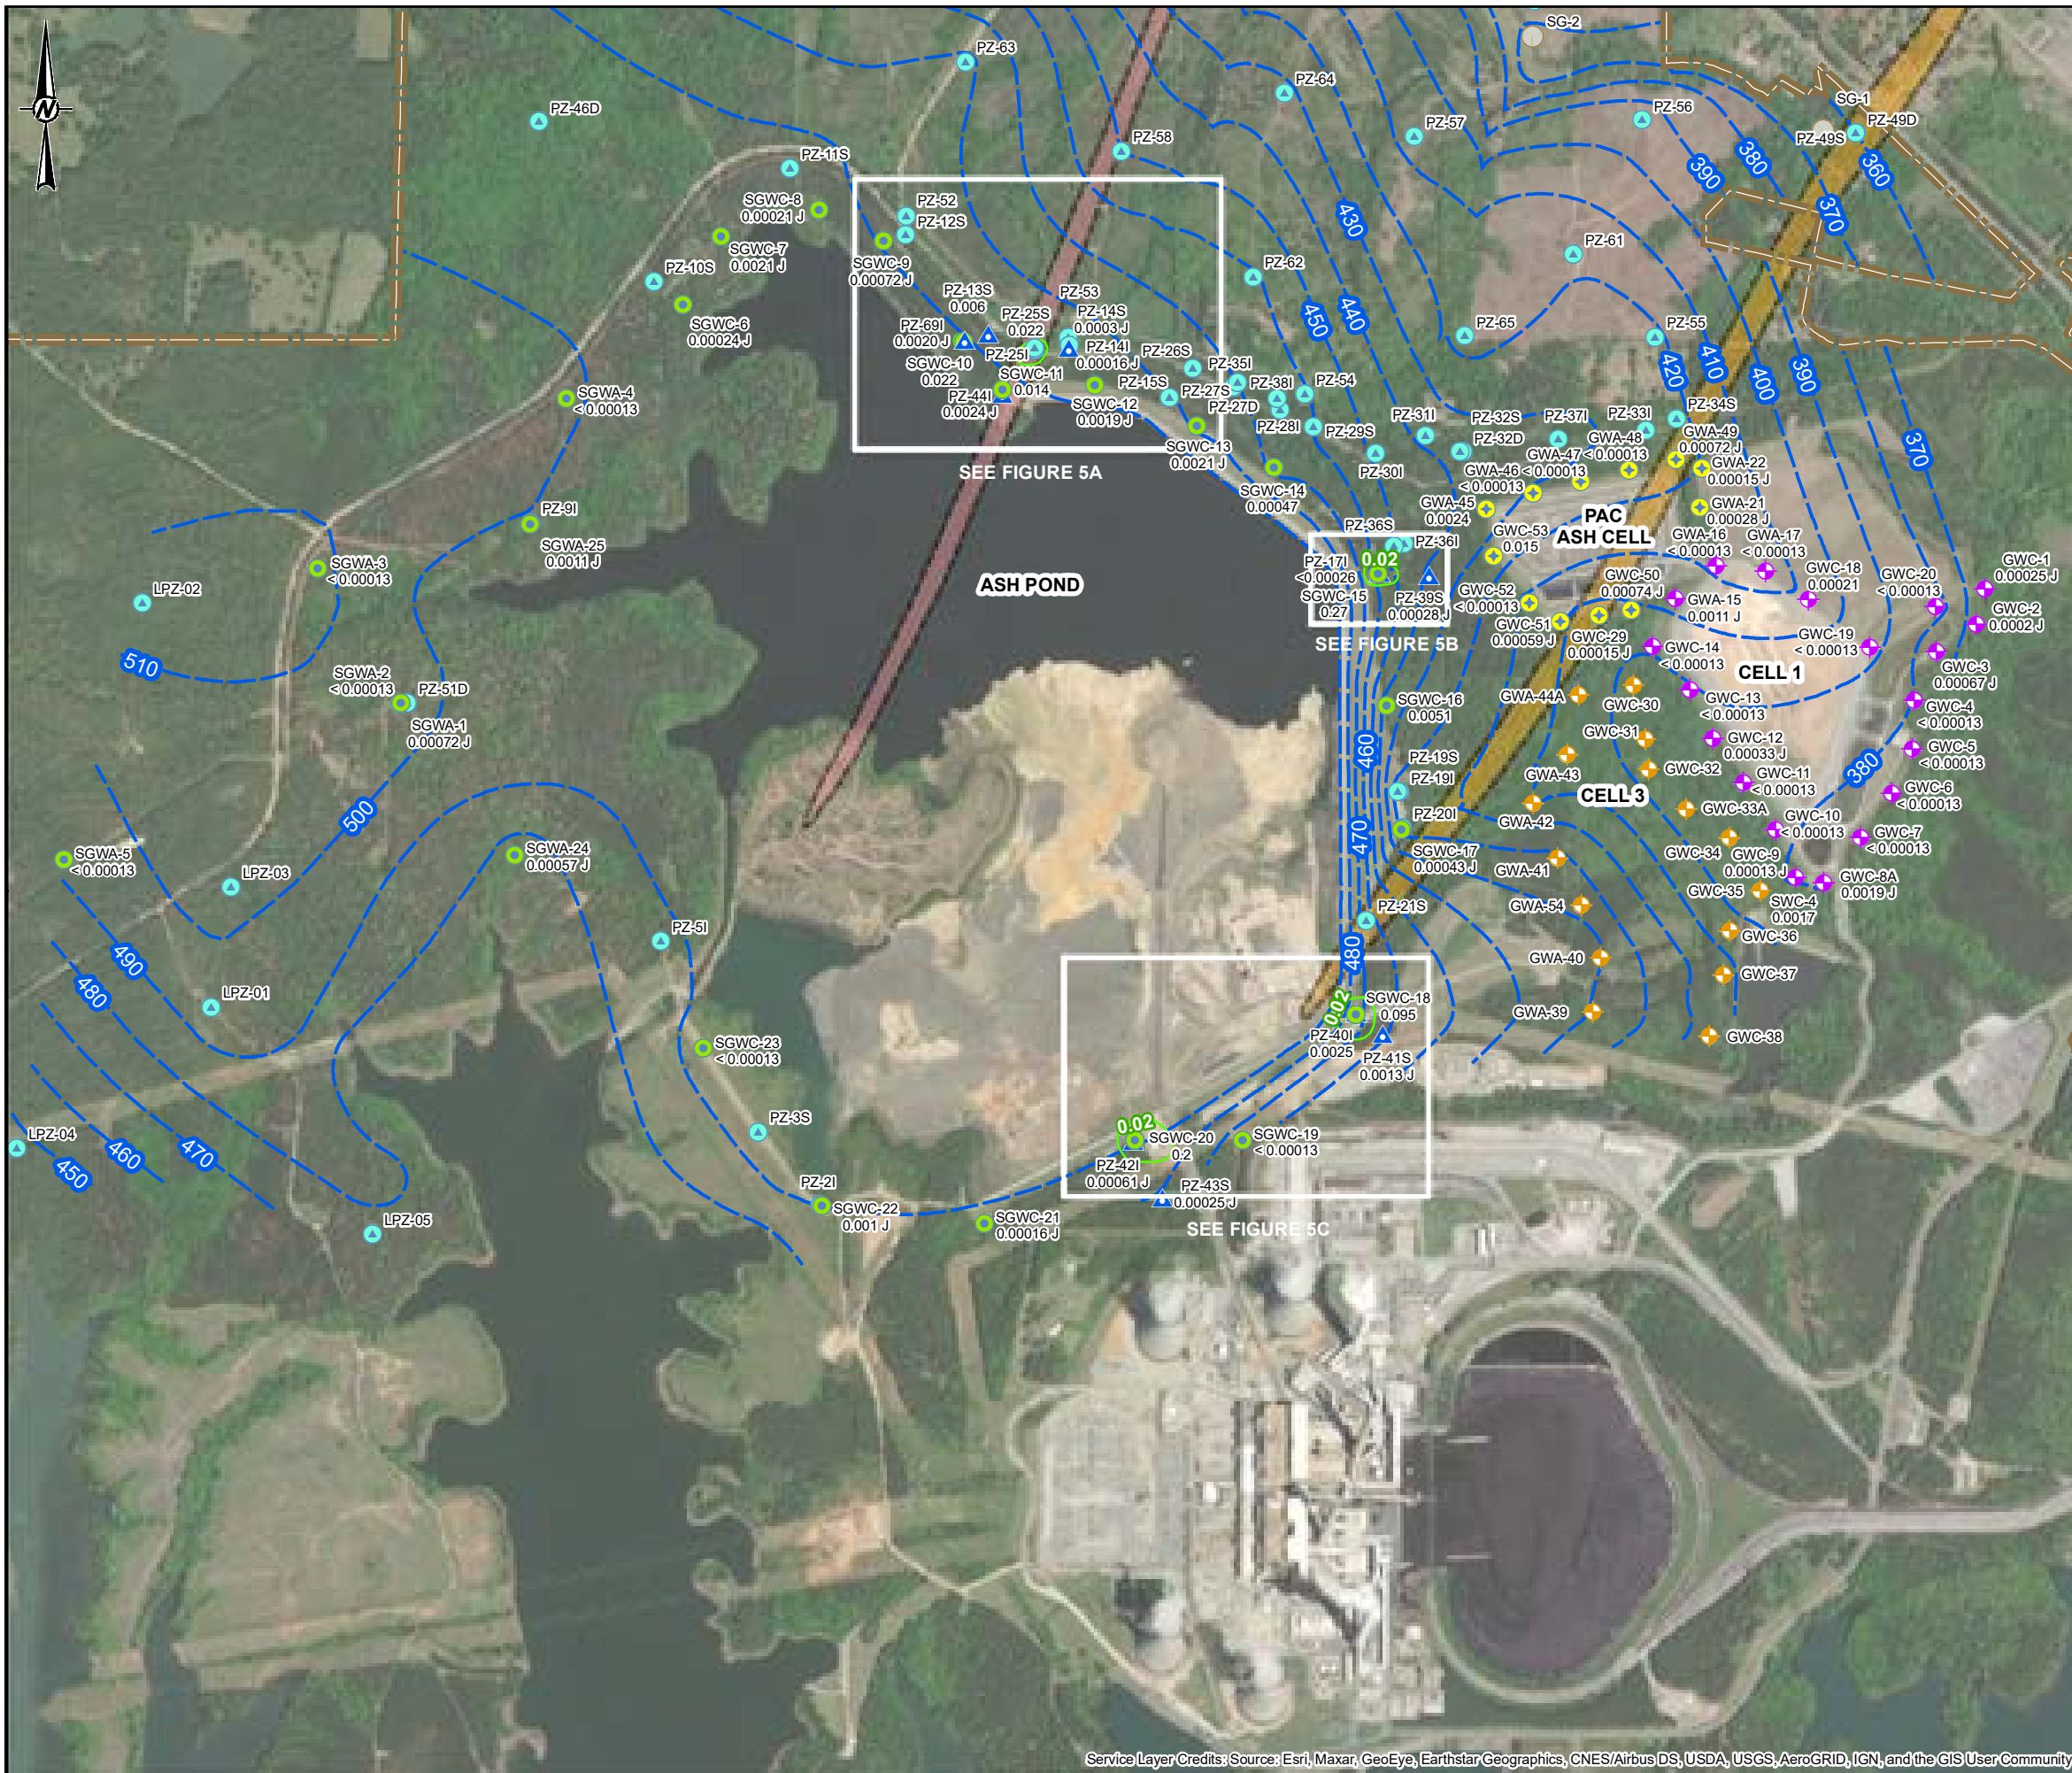 N
SG-2
PZ-63
PZ-64
PZ-46D
PZ-57
PZ-56
SG-1
PZ-49D
PZ-49S
PZ-58
PZ-11S
380
390
360
370
SGWC-8
0.00021 J
PZ-52
PZ-12S
430
SGWC-7
0.0021 J
SGWC-9
0.00072 J
PZ-61
PZ-62
PZ-10S
PZ-13S
0.006
PZ-53
SGWC-6
0.00024 J
PZ-25S
0.022
PZ-14S
0.0003 J
440
450
PZ-69I
0.0020 J
PZ-25I
PZ-14I
0.00016 J
PZ-65
PZ-55
SGWC-10
0.022
SGWC-11
0.014
PZ-26S
PZ-35I
420
410
400
390
SGWA-4
< 0.00013
PZ-44I
0.0024 J
SGWC-12
0.0019 J
PZ-15S
PZ-27S
PZ-27D
PZ-38I
PZ-54
PZ-28I
PZ-29S
PZ-31I
PZ-32S
PZ-32D
PZ-37I
PZ-33I
PZ-34S
370
SGWC-13
0.0021 J
PZ-30I
GWA-48
< 0.00013
GWA-49
0.00072 J
GWA-47
< 0.00013
GWA-46
< 0.00013
GWA-22
0.00015 J
SEE FIGURE 5A
SGWC-14
0.00047
GWA-45
0.0024
GWA-21
0.00028 J
PZ-9I
SGWA-25
0.0011 J
PZ-36S
PZ-36I
GWC-53
0.015
PAC
ASH CELL
GWA-16
< 0.00013
GWA-17
< 0.00013
SGWA-3
< 0.00013
ASH POND
0.02
PZ-17I
<0.00026
SGWC-15
0.27
PZ-39S
0.00028 J
GWC-52
< 0.00013
GWC-50
0.00074 J
GWC-18
0.00021
GWC-20
< 0.00013
GWC-1
0.00025 J
LPZ-02
GWA-15
0.0011 J
GWC-2
0.0002 J
GWC-51
0.00059 J
GWC-29
0.00015 J
SEE FIGURE 5B
GWC-14
< 0.00013
GWC-19
< 0.00013
GWC-3
0.00067 J
510
CELL 1
SGWA-2
< 0.00013
PZ-51D
SGWA-1
0.00072 J
SGWC-16
0.0051
GWA-44A
GWC-30
GWC-13
< 0.00013
GWC-4
< 0.00013
GWC-31
GWC-12
0.00033 J
GWC-5
< 0.00013
460
PZ-19S
PZ-19I
GWA-43
GWC-32
GWC-11
< 0.00013
380
CELL 3
GWC-6
< 0.00013
500
PZ-20I
GWA-42
GWC-33A
GWC-10
< 0.00013
470
GWC-7
< 0.00013
SGWA-5
< 0.00013
SGWA-24
0.00057 J
SGWC-17
0.00043 J
GWA-41
GWC-34
GWC-9
0.00013 J
LPZ-03
GWC-8A
0.0019 J
GWC-35
SWC-4
0.0017
GWA-54
PZ-21S
PZ-5I
GWC-36
490
480
GWA-40
GWC-37
480
LPZ-01
0.02
SGWC-18
0.095
GWA-39
PZ-40I
0.0025
GWC-38
SGWC-23
< 0.00013
PZ-41S
0.0013 J
0.02
PZ-3S
LPZ-04
SGWC-20
0.2
SGWC-19
< 0.00013
450
460
470
PZ-42I
0.00061 J
PZ-2I
PZ-43S
0.00025 J
SGWC-22
0.001 J
SGWC-21
0.00016 J
LPZ-05
SEE FIGURE 5C
Service Layer Credits: Source: Esri, Maxar, GeoEye, Earthstar Geographics, CNES/Airbus DS, USDA, USGS, AeroGRID, IGN, and the GIS User Community